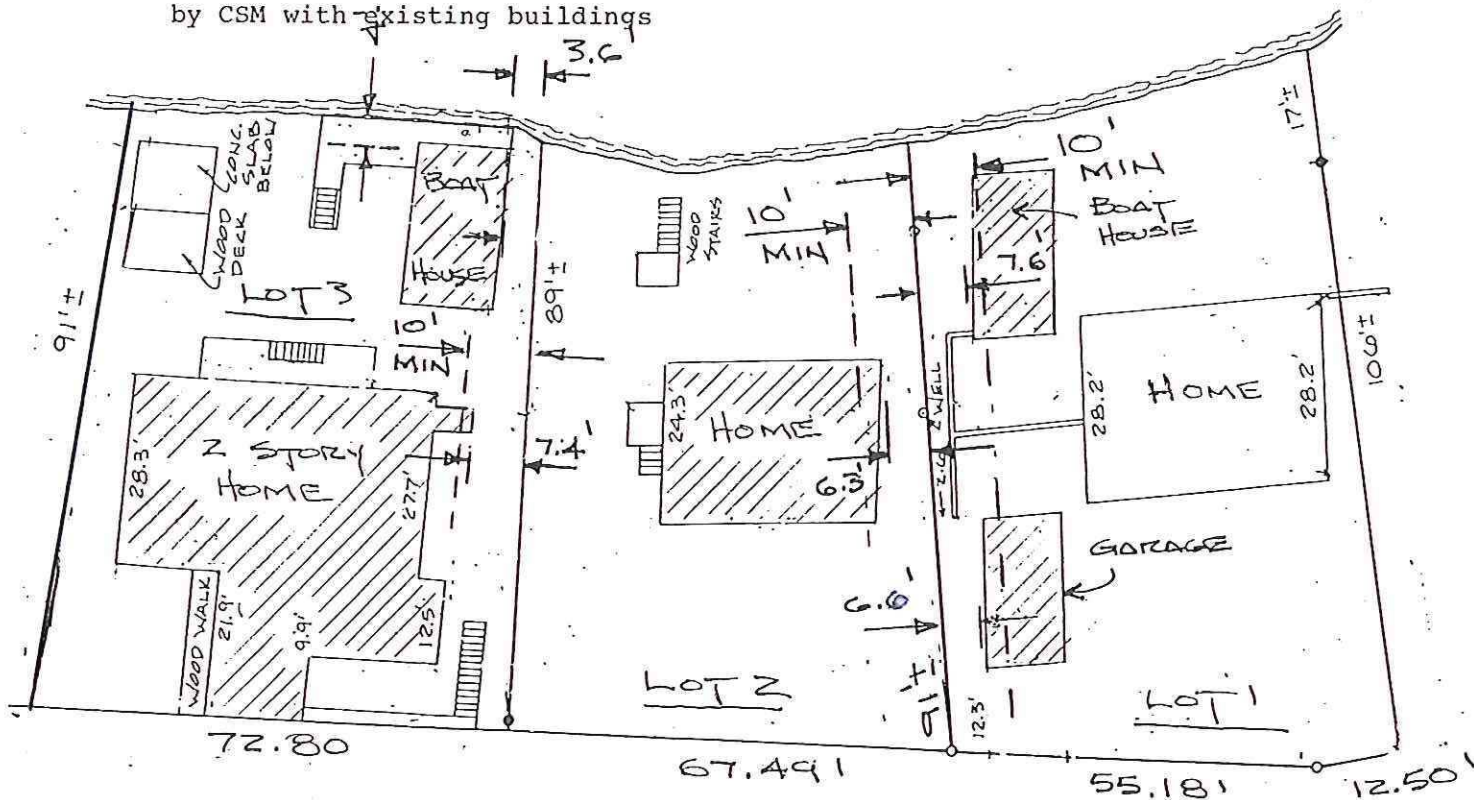 by CSM with existing buildings
3.6'
17'±
CONC.
SLAB
BELOW
WOOD
DECK
BOAT
HOUSE
LOT 3
10'
MIN
91'±
89'±
WOOD
STAIRS
10'
MIN
10'
MIN
BOAT
HOUSE
7.6'
2 STORY
HOME
28.3'
27.7'
7.4'
24.3'
HOME
6.3'
WELL
2.6'
28.2'
HOME
28.2'
106'±
GARAGE
WOOD WALK
21.9'
9.9'
12.5'
6.6'
LOT 2
91'±
12.3'
LOT 1
72.80
67.49'
55.18'
12.50'